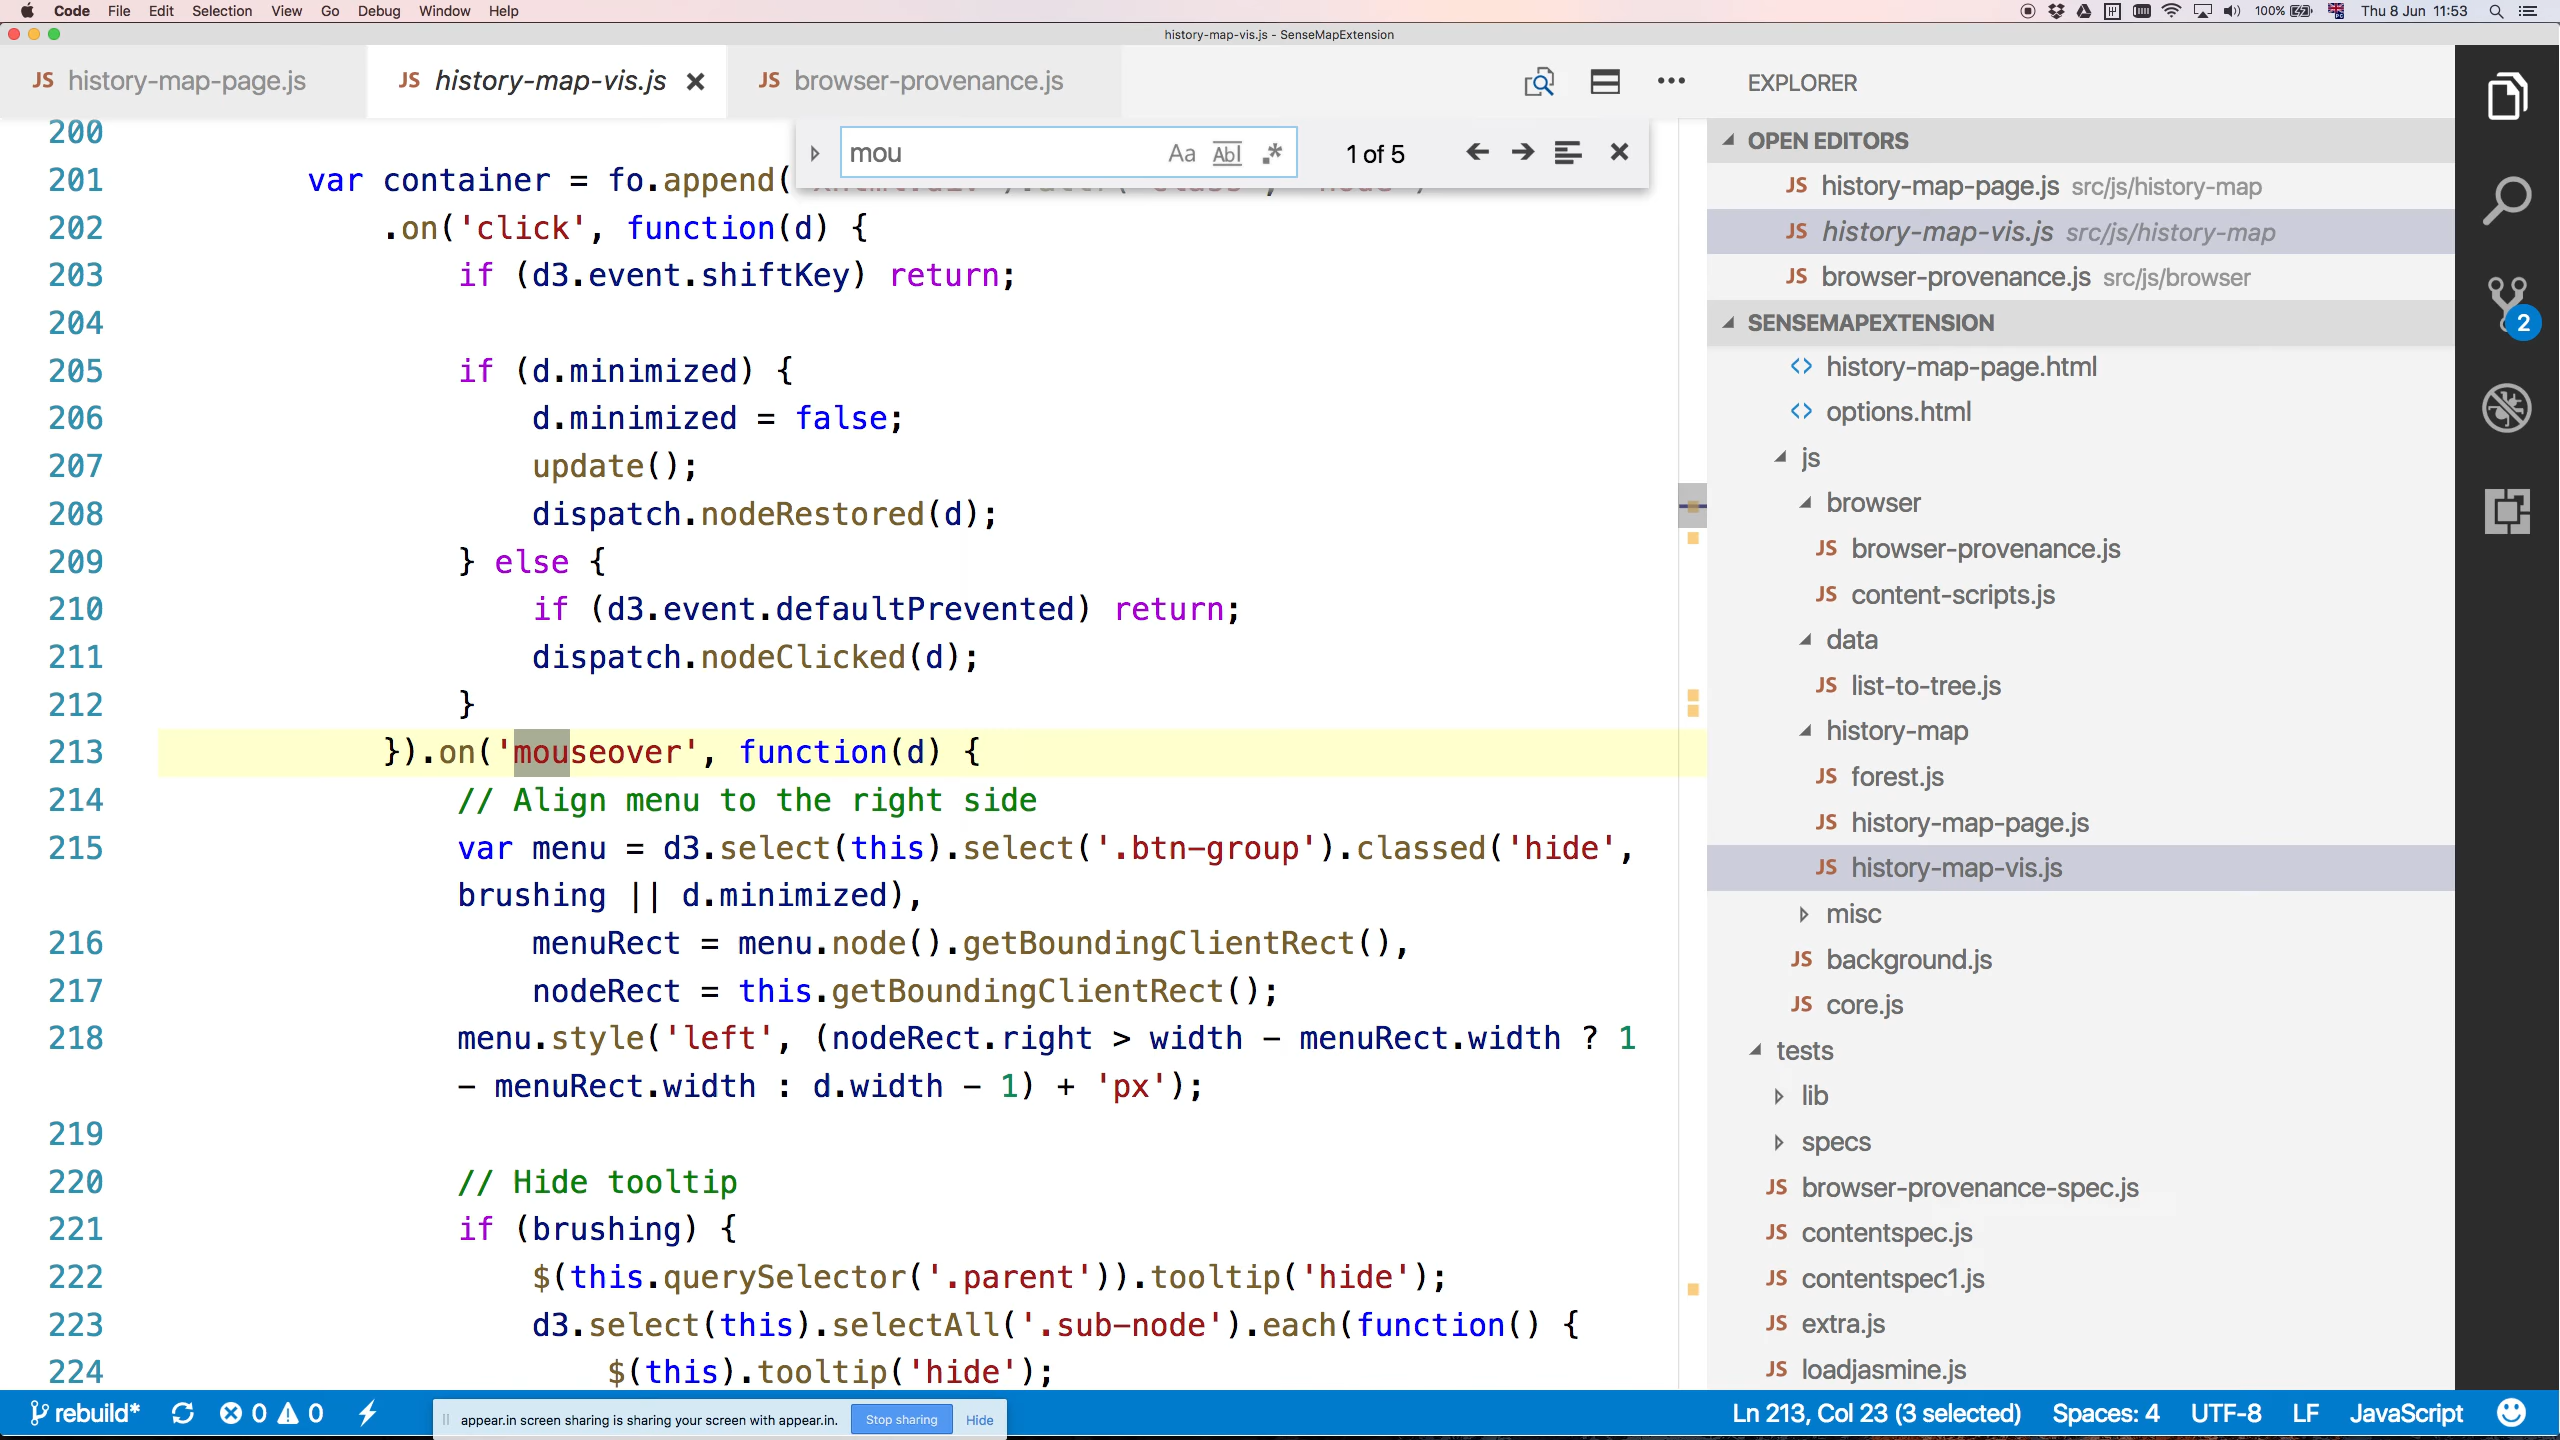 Code File Edit Selection View Go Debug Window Help
100% Thu 8 Jun 11:53
history-map-vis.js - SenseMapExtension
JS history-map-page.js
JS history-map-vis.js
JS browser-provenance.js
mou Aa Abl .* 1 of 5
200
201 var container = fo.append(
202 .on('click', function(d) {
203 if (d3.event.shiftKey) return;
204
205 if (d.minimized) {
206 d.minimized = false;
207 update();
208 dispatch.nodeRestored(d);
209 } else {
210 if (d3.event.defaultPrevented) return;
211 dispatch.nodeClicked(d);
212 }
213 }).on('mouseover', function(d) {
214 // Align menu to the right side
215 var menu = d3.select(this).select('.btn-group').classed('hide',
brushing || d.minimized),
216 menuRect = menu.node().getBoundingClientRect(),
217 nodeRect = this.getBoundingClientRect();
218 menu.style('left', (nodeRect.right > width - menuRect.width ? 1
- menuRect.width : d.width - 1) + 'px');
219
220 // Hide tooltip
221 if (brushing) {
222 $(this.querySelector('.parent')).tooltip('hide');
223 d3.select(this).selectAll('.sub-node').each(function() {
224 $(this).tooltip('hide');
EXPLORER
OPEN EDITORS
JS history-map-page.js src/js/history-map
JS history-map-vis.js src/js/history-map
JS browser-provenance.js src/js/browser
SENSEMAPEXTENSION
<> history-map-page.html
<> options.html
js
browser
JS browser-provenance.js
JS content-scripts.js
data
JS list-to-tree.js
history-map
JS forest.js
JS history-map-page.js
JS history-map-vis.js
misc
JS background.js
JS core.js
tests
lib
specs
JS browser-provenance-spec.js
JS contentspec.js
JS contentspec1.js
JS extra.js
JS loadjasmine.js
2
rebuild* 0 0
appear.in screen sharing is sharing your screen with appear.in. Stop sharing Hide
Ln 213, Col 23 (3 selected) Spaces: 4 UTF-8 LF JavaScript